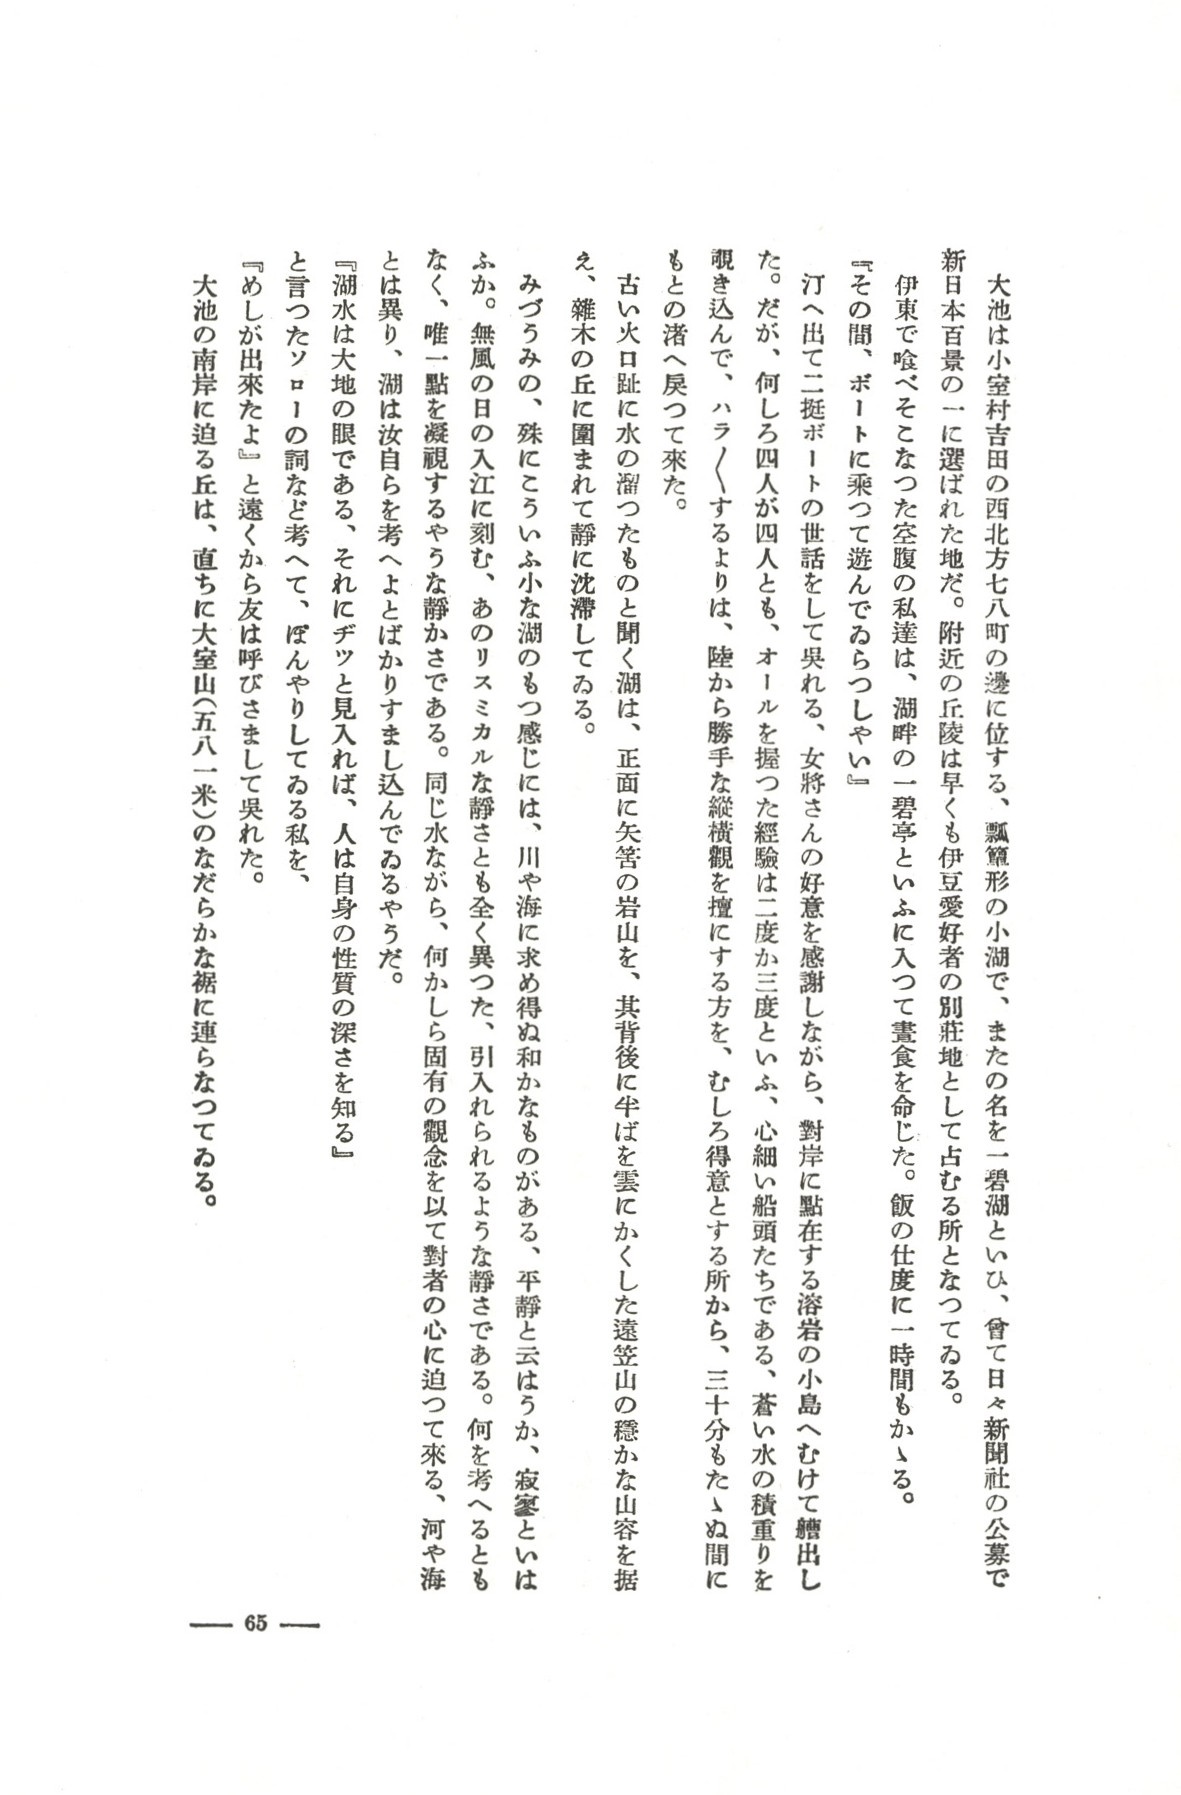 大池は小室村吉田の西北方七八町の邊に位する、瓢簞形の小湖で、またの名を一碧湖といひ、曾て日々新聞社の公募で
新日本百景の一に選ばれた地だ。附近の丘陵は早くも伊豆愛好者の別莊地として占むる所となつてゐる。
伊東で喰べそこなつた空腹の私達は、湖畔の一碧亭といふに入つて晝食を命じた。飯の仕度に一時間もかゝる。
『その間、ボートに乘つて遊んでゐらつしやい』
汀へ出て二挺ボートの世話をして吳れる、女將さんの好意を感謝しながら、對岸に點在する溶岩の小島へむけて艪出し
た。だが、何しろ四人が四人とも、オールを握つた經驗は二度か三度といふ、心細い船頭たちである、蒼い水の積重りを
覗き込んで、ハラ〱するよりは、陸から勝手な縱橫觀を擅にする方を、むしろ得意とする所から、三十分もたゝぬ間に
もとの渚へ戾つて來た。
古い火口趾に水の溜つたものと聞く湖は、正面に矢筈の岩山を、其背後に半ばを雲にかくした遠笠山の穩かな山容を据
え、雜木の丘に圍まれて靜に沈滯してゐる。
みづうみの、殊にこういふ小な湖のもつ感じには、川や海に求め得ぬ和かなものがある、平靜と云はうか、寂寥といは
ふか。無風の日の入江に刻む、あのリスミカルな靜さとも全く異つた、引入れられるような靜さである。何を考へるとも
なく、唯一點を凝視するやうな靜かさである。同じ水ながら、何かしら固有の觀念を以て對者の心に迫つて來る、河や海
とは異り、湖は汝自らを考へよとばかりすまし込んでゐるやうだ。
『湖水は大地の眼である、それにヂツと見入れば、人は自身の性質の深さを知る』
と言つたソローの詞など考へて、ぼんやりしてゐる私を、
『めしが出來たよ』と遠くから友は呼びさまして吳れた。
大池の南岸に迫る丘は、直ちに大室山（五八一米）のなだらかな裾に連らなつてゐる。
— 65 —